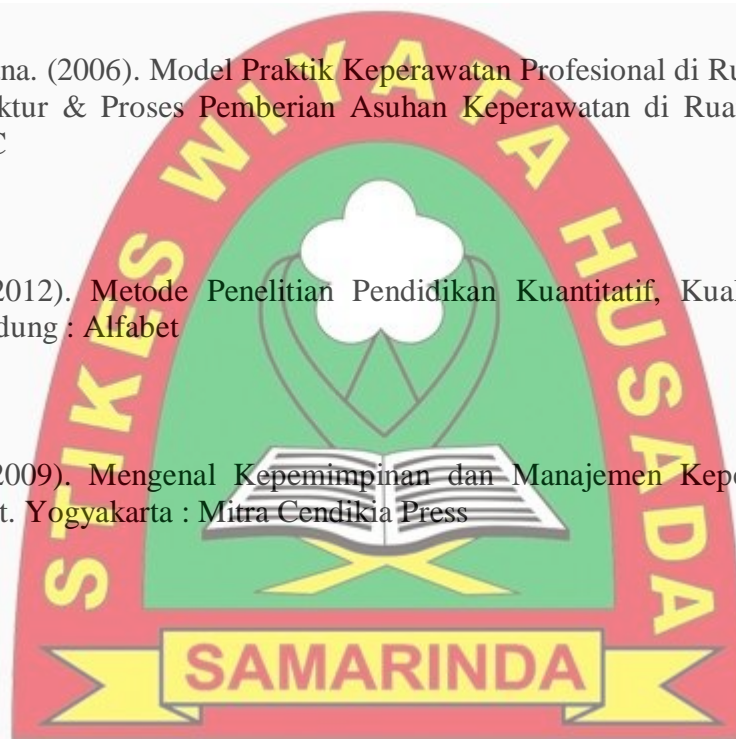 na. (2006). Model Praktik Keperawatan Profesional di Ru
ktur & Proses Pemberian Asuhan Keperawatan di Rua
C
2012). Metode Penelitian Pendidikan Kuantitatif, Kual
dung : Alfabet
2009). Mengenal Kepemimpinan dan Manajemen Kepe
t. Yogyakarta : Mitra Cendikia Press
STIKES WIYATA HUSADA
SAMARINDA